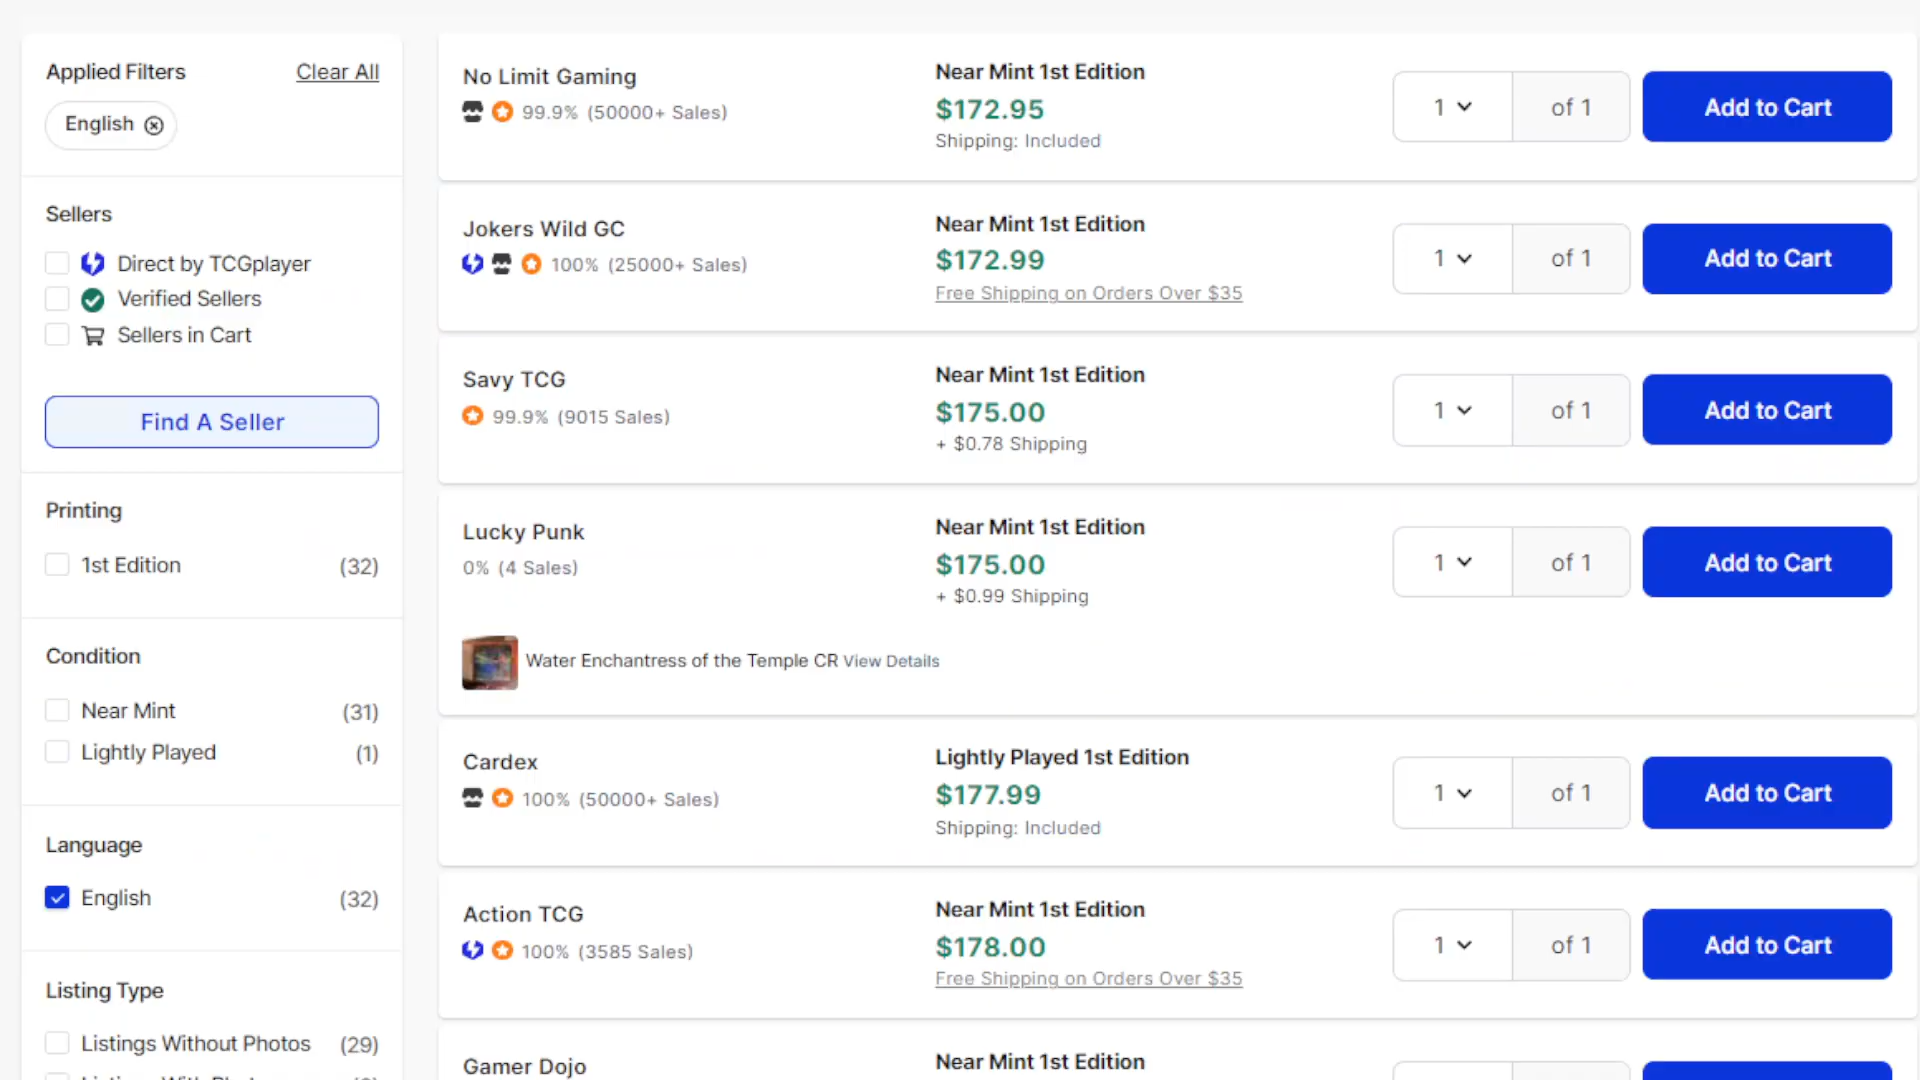 Applied Filters
Clear All
English
Sellers
Direct by TCGplayer
Verified Sellers
Sellers in Cart
Find A Seller
Printing
1st Edition (32)
Condition
Near Mint (31)
Lightly Played (1)
Language
English (32)
Listing Type
Listings Without Photos (29)
No Limit Gaming
99.9% (50000+ Sales)
Near Mint 1st Edition
$172.95
Shipping: Included
1 of 1
Add to Cart
Jokers Wild GC
100% (25000+ Sales)
Near Mint 1st Edition
$172.99
Free Shipping on Orders Over $35
1 of 1
Add to Cart
Savy TCG
99.9% (9015 Sales)
Near Mint 1st Edition
$175.00
+ $0.78 Shipping
1 of 1
Add to Cart
Lucky Punk
0% (4 Sales)
Near Mint 1st Edition
$175.00
+ $0.99 Shipping
1 of 1
Add to Cart
Water Enchantress of the Temple CR View Details
Cardex
100% (50000+ Sales)
Lightly Played 1st Edition
$177.99
Shipping: Included
1 of 1
Add to Cart
Action TCG
100% (3585 Sales)
Near Mint 1st Edition
$178.00
Free Shipping on Orders Over $35
1 of 1
Add to Cart
Gamer Dojo
Near Mint 1st Edition